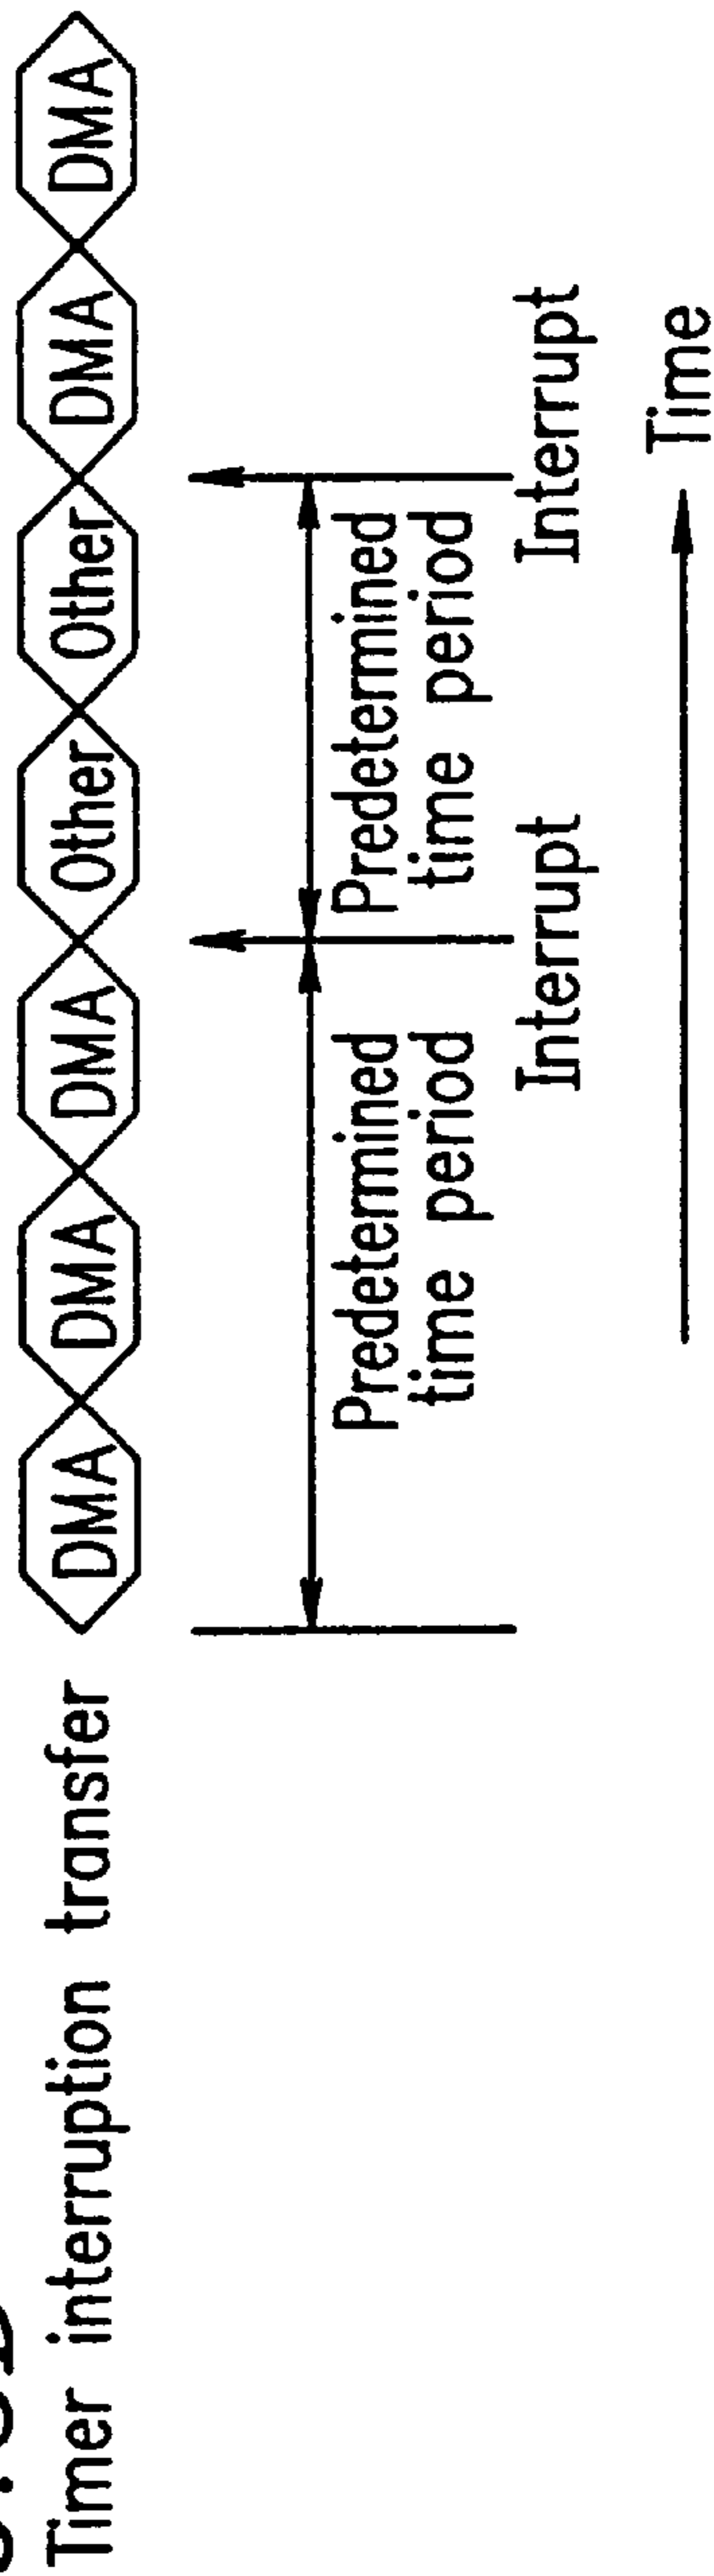 Timer interruption transfer
DMA DMA DMA Other Other DMA DMA
Predetermined
time period
Predetermined
time period
Interrupt
Interrupt
Time